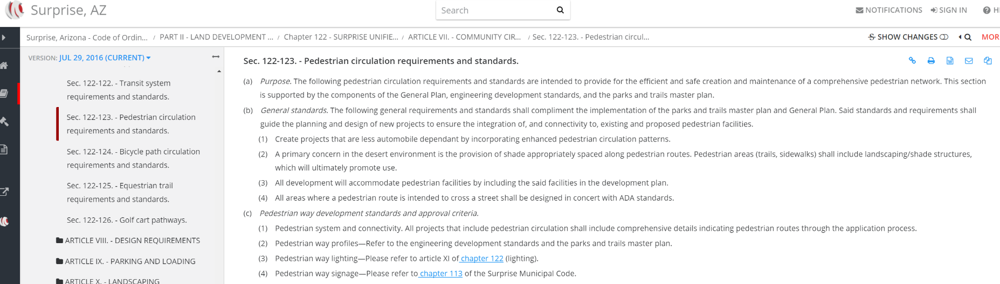 Surprise, AZ
Search
NOTIFICATIONS
SIGN IN
Surprise, Arizona - Code of Ordin... / PART II - LAND DEVELOPMENT ... / Chapter 122 - SURPRISE UNIFIE... / ARTICLE VII. - COMMUNITY CIR... / Sec. 122-123. - Pedestrian circul...
SHOW CHANGES
VERSION: JUL 29, 2016 (CURRENT)
Sec. 122-122. - Transit system
requirements and standards.
Sec. 122-123. - Pedestrian circulation
requirements and standards.
Sec. 122-124. - Bicycle path circulation
requirements and standards.
Sec. 122-125. - Equestrian trail
requirements and standards.
Sec. 122-126. - Golf cart pathways.
ARTICLE VIII. - DESIGN REQUIREMENTS
ARTICLE IX. - PARKING AND LOADING
ARTICLE X. - LANDSCAPING
Sec. 122-123. - Pedestrian circulation requirements and standards.
(a) Purpose. The following pedestrian circulation requirements and standards are intended to provide for the efficient and safe creation and maintenance of a comprehensive pedestrian network. This section
is supported by the components of the General Plan, engineering development standards, and the parks and trails master plan.
(b) General standards. The following general requirements and standards shall compliment the implementation of the parks and trails master plan and General Plan. Said standards and requirements shall
guide the planning and design of new projects to ensure the integration of, and connectivity to, existing and proposed pedestrian facilities.
(1) Create projects that are less automobile dependant by incorporating enhanced pedestrian circulation patterns.
(2) A primary concern in the desert environment is the provision of shade appropriately spaced along pedestrian routes. Pedestrian areas (trails, sidewalks) shall include landscaping/shade structures,
which will ultimately promote use.
(3) All development will accommodate pedestrian facilities by including the said facilities in the development plan.
(4) All areas where a pedestrian route is intended to cross a street shall be designed in concert with ADA standards.
(c) Pedestrian way development standards and approval criteria.
(1) Pedestrian system and connectivity. All projects that include pedestrian circulation shall include comprehensive details indicating pedestrian routes through the application process.
(2) Pedestrian way profiles—Refer to the engineering development standards and the parks and trails master plan.
(3) Pedestrian way lighting—Please refer to article XI of chapter 122 (lighting).
(4) Pedestrian way signage—Please refer to chapter 113 of the Surprise Municipal Code.